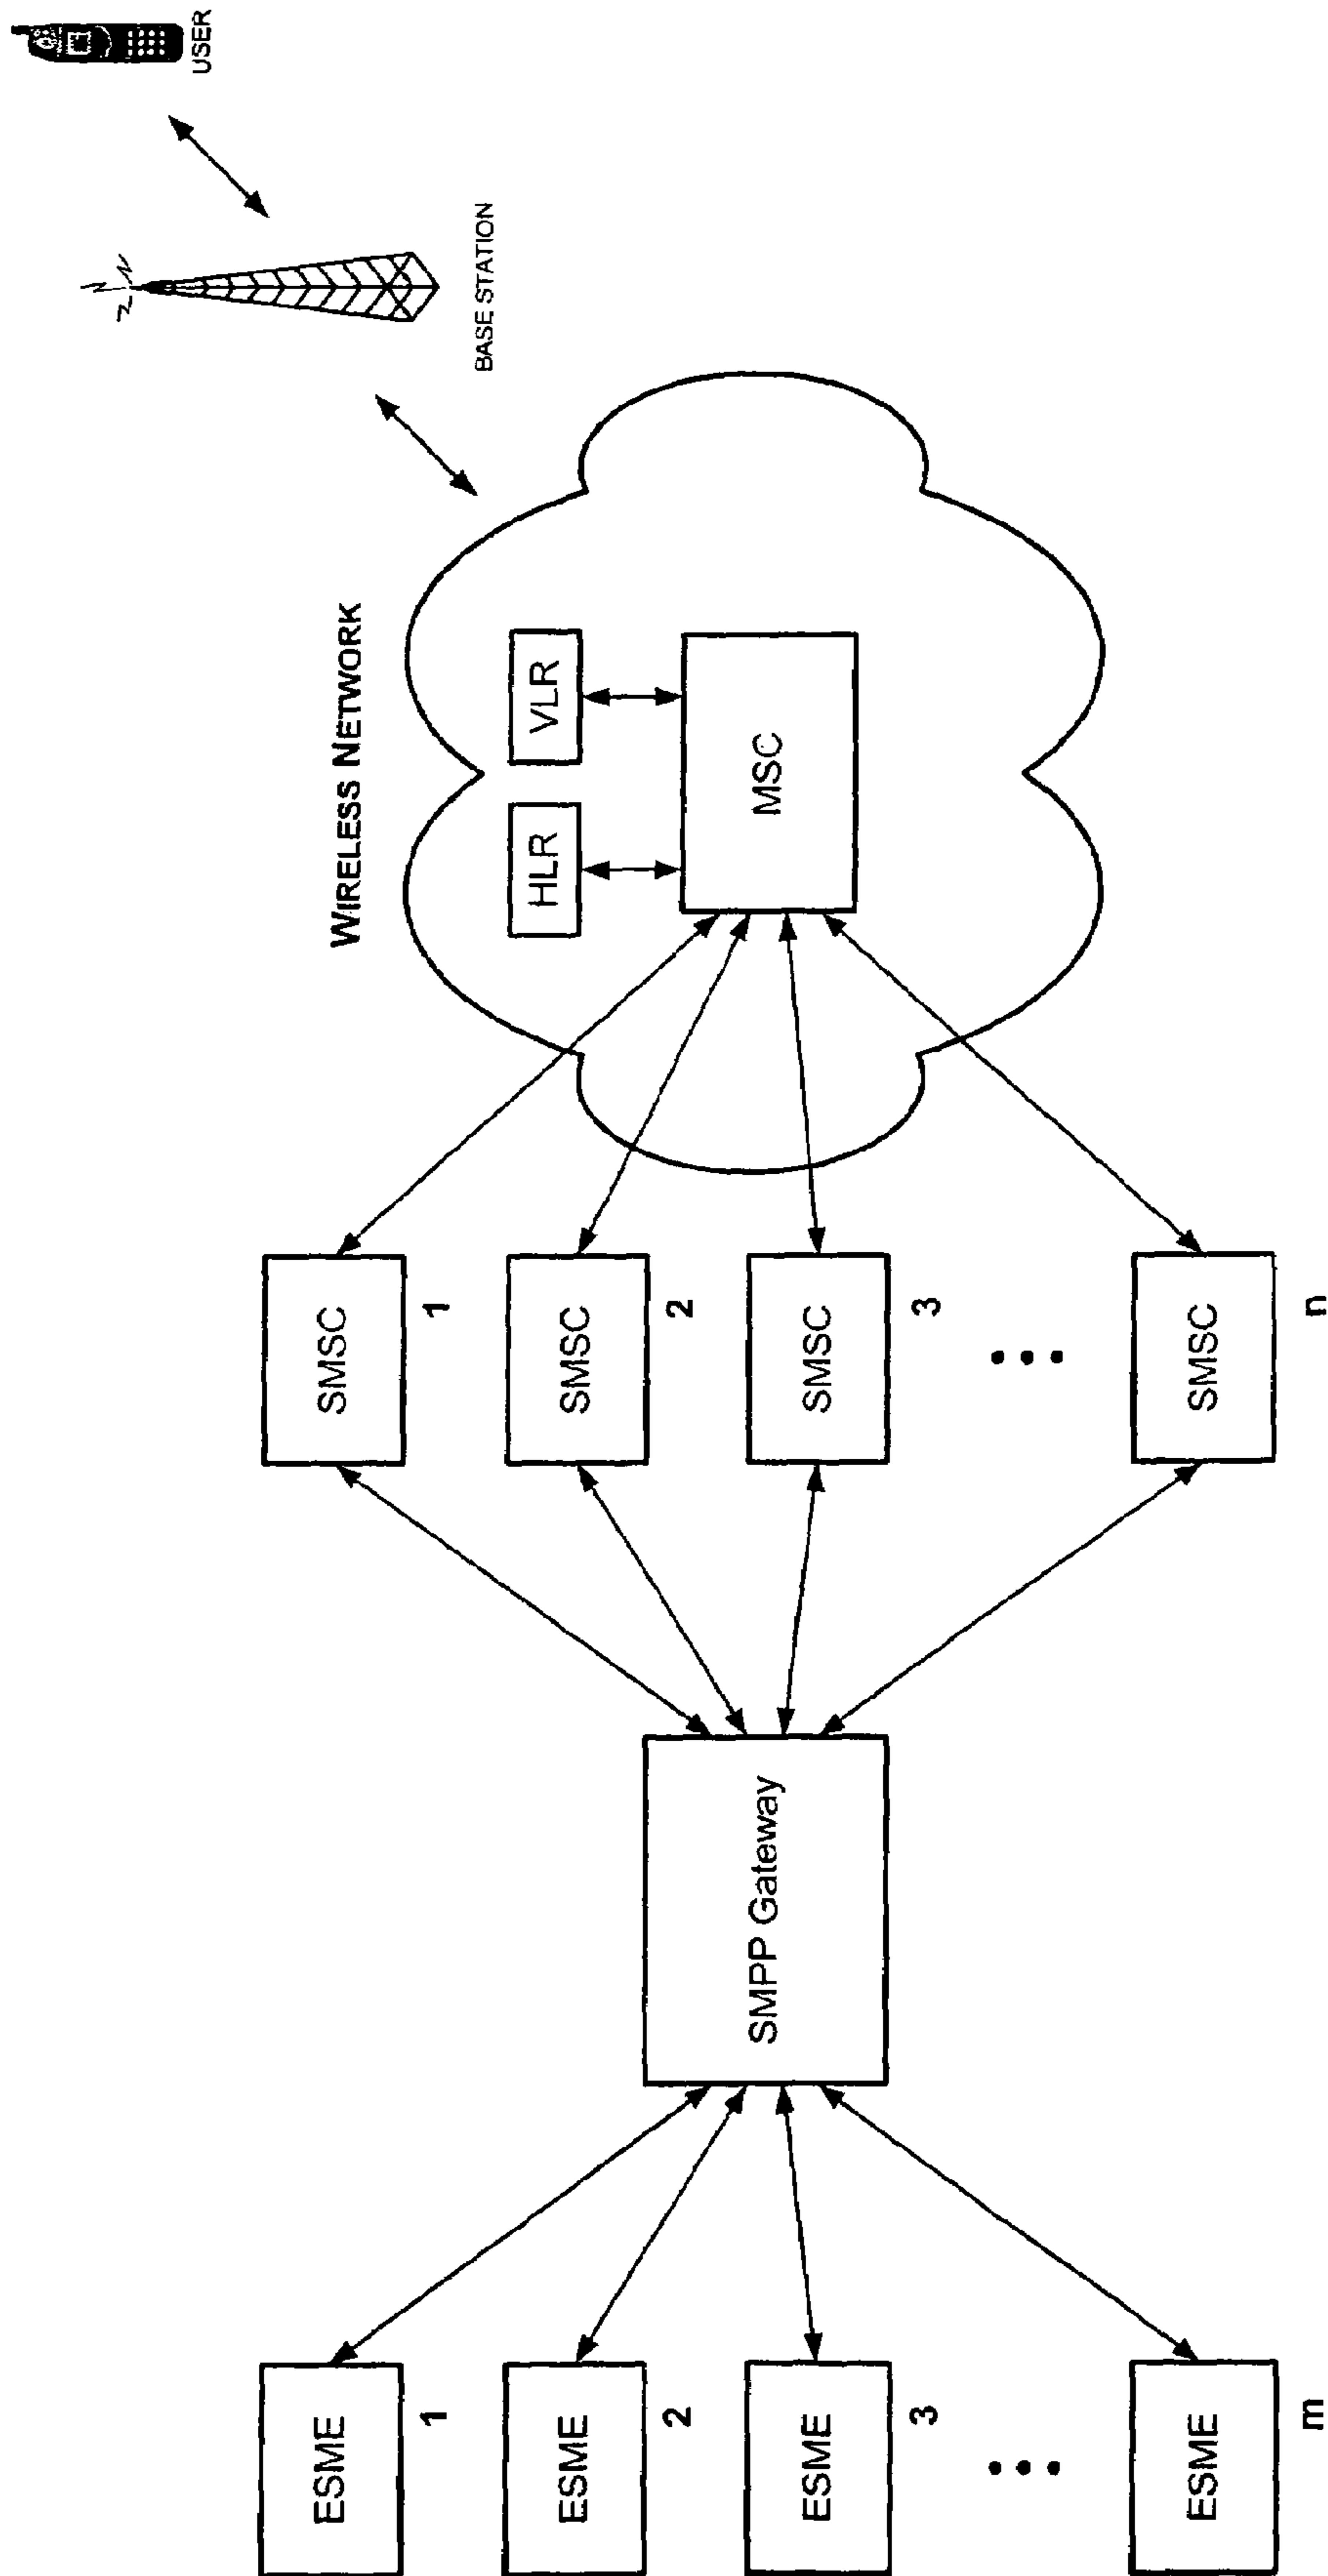 USER
BASE STATION
WIRELESS NETWORK
HLR
VLR
MSC
SMSC
1
SMSC
2
SMSC
3
SMSC
n
SMPP Gateway
ESME
1
ESME
2
ESME
3
ESME
m